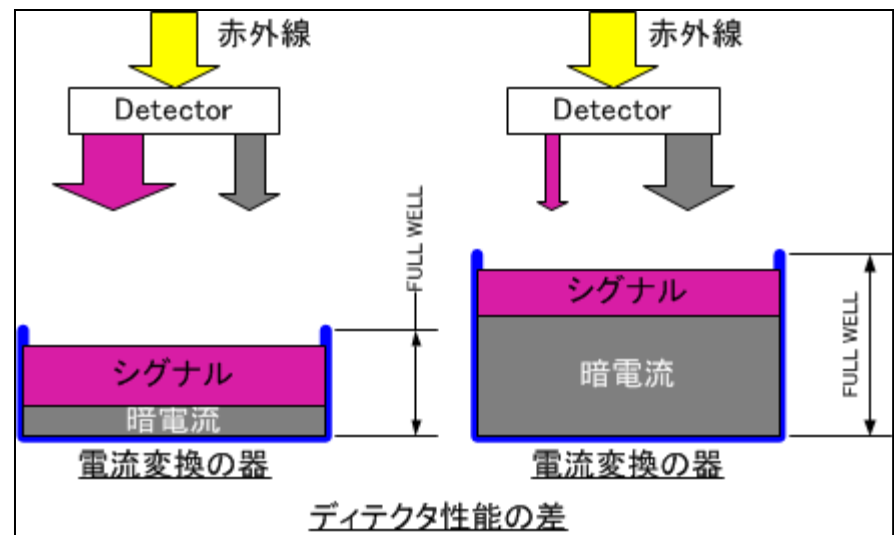 赤外線
Detector
FULL WELL
シグナル
暗電流
電流変換の器
赤外線
Detector
シグナル
暗電流
FULL WELL
電流変換の器
ディテクタ性能の差